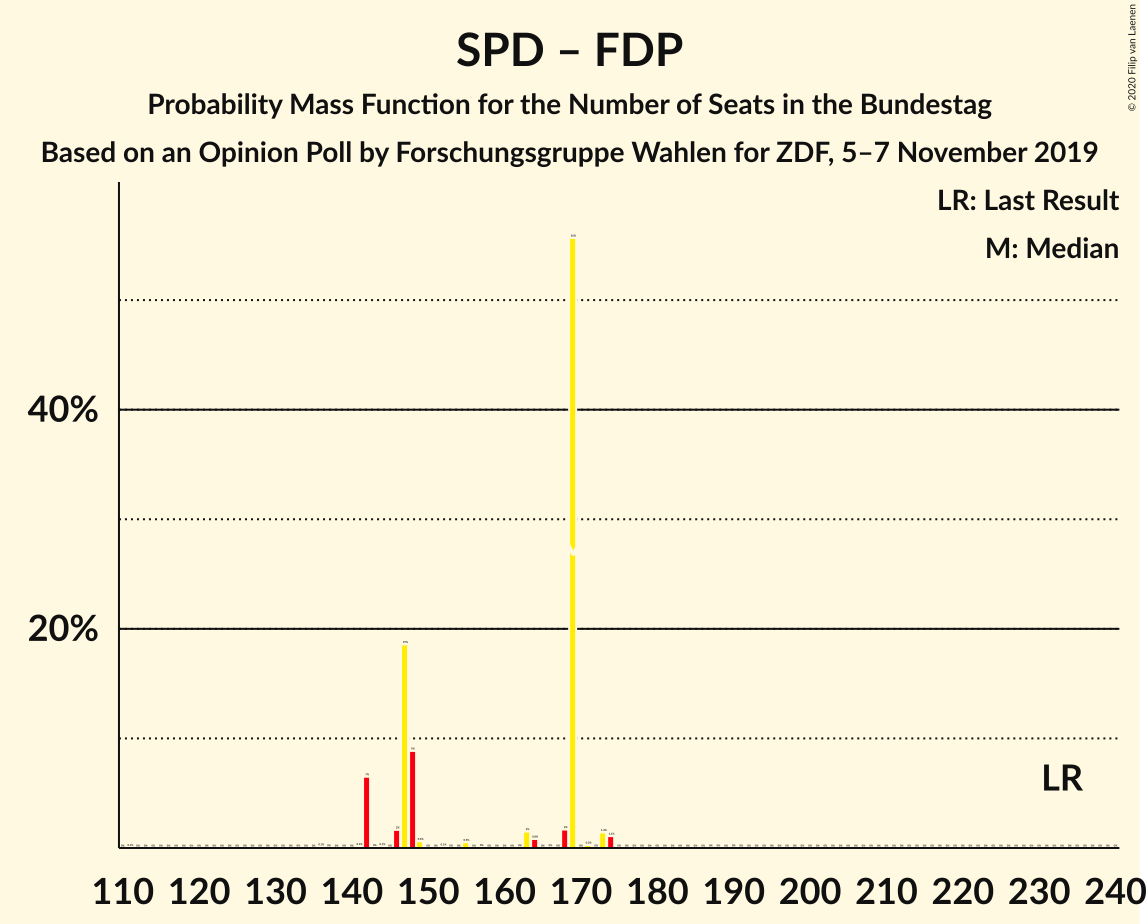 SPD – FDP
Probability Mass Function for the Number of Seats in the Bundestag
Based on an Opinion Poll by Forschungsgruppe Wahlen for ZDF, 5–7 November 2019
© 2020 Filip van Laenen
LR: Last Result
M: Median
40%
20%
M
LR
110 120 130 140 150 160 170 180 190 200 210 220 230 240